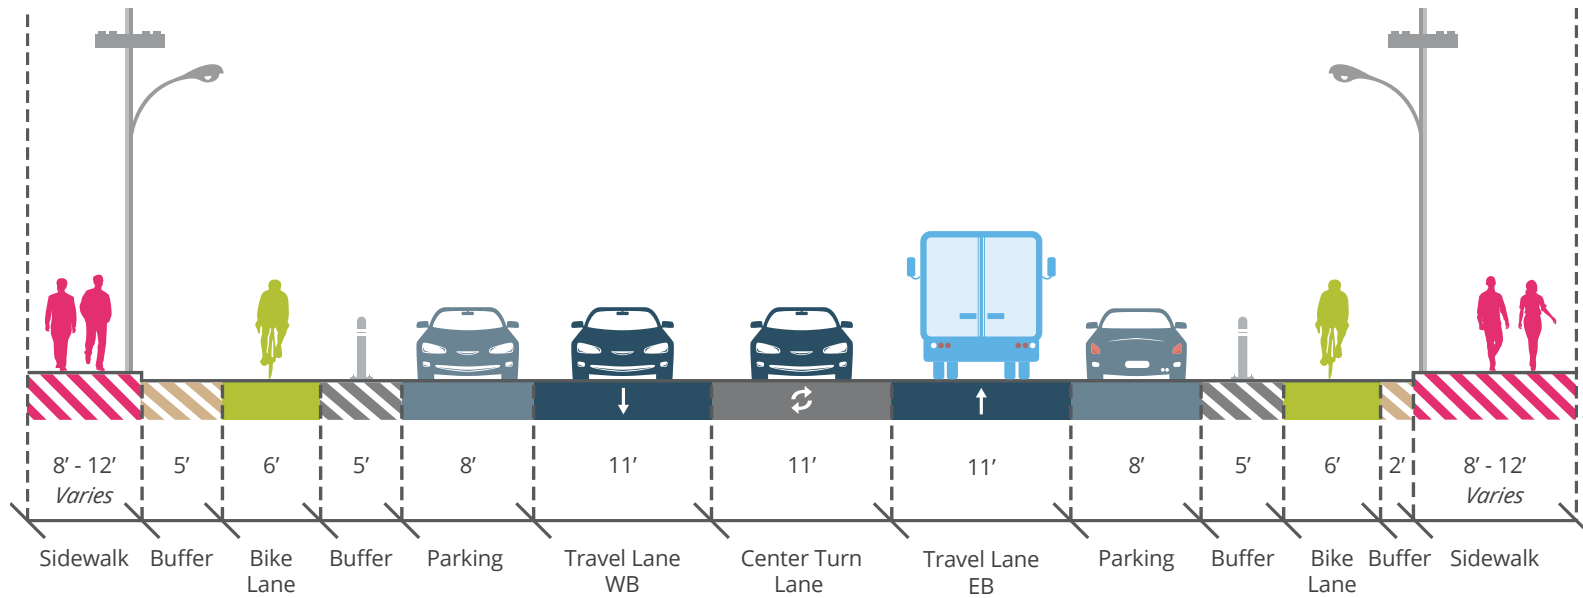 8’ - 12’ 5’ 6’ 5’ 8’ 11’ 11’ 11’ 8’ 5’ 6’ 2’ 8’ - 12’
Varies Varies
Sidewalk Buffer Bike Buffer Parking Travel Lane Center Turn Travel Lane Parking Buffer Bike Buffer Sidewalk
Lane WB Lane EB Lane